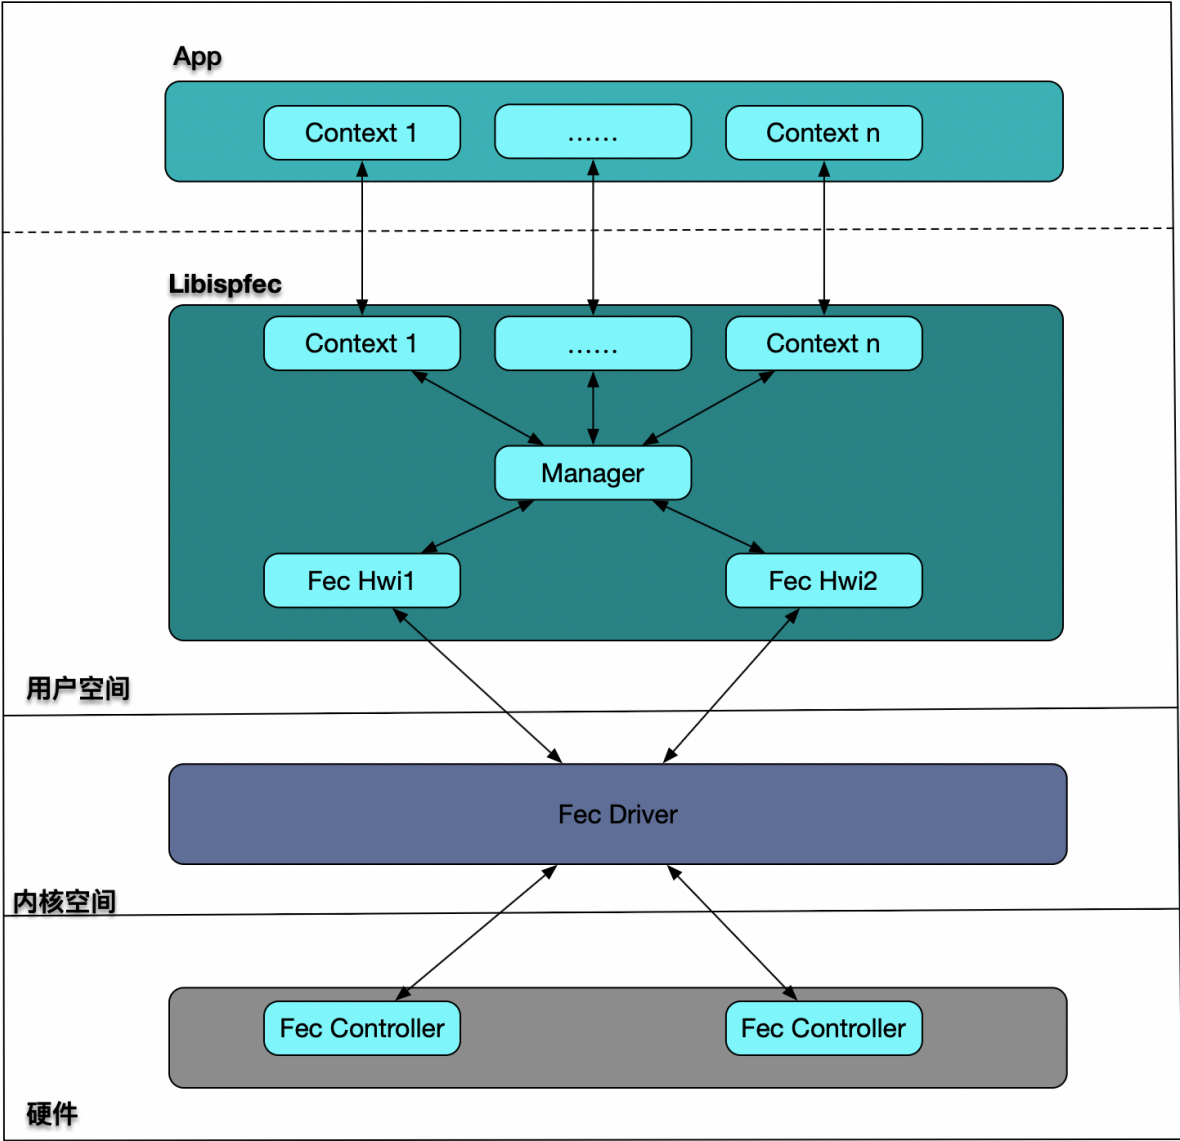 App
Context 1
......
Context n
Libispfec
Context 1
......
Context n
Manager
Fec Hwi1
Fec Hwi2
用户空间
Fec Driver
内核空间
Fec Controller
Fec Controller
硬件